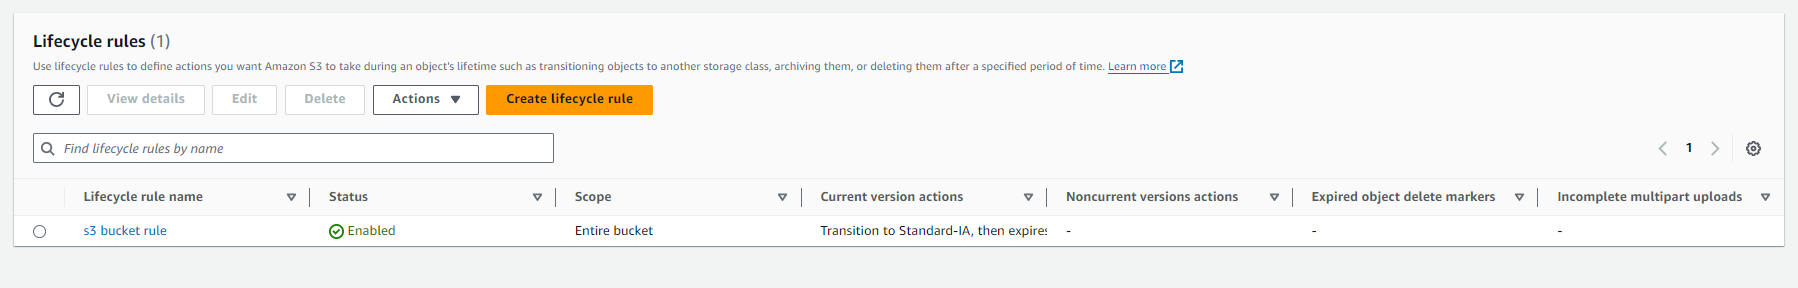 Lifecycle rules (1)
Use lifecycle rules to define actions you want Amazon S3 to take during an object's lifetime such as transitioning objects to another storage class, archiving them, or deleting them after a specified period of time. Learn more
View details Edit Delete Actions Create lifecycle rule
Find lifecycle rules by name 1
Lifecycle rule name Status Scope Current version actions Noncurrent versions actions Expired object delete markers Incomplete multipart uploads
s3 bucket rule Enabled Entire bucket Transition to Standard-IA, then expires - - -